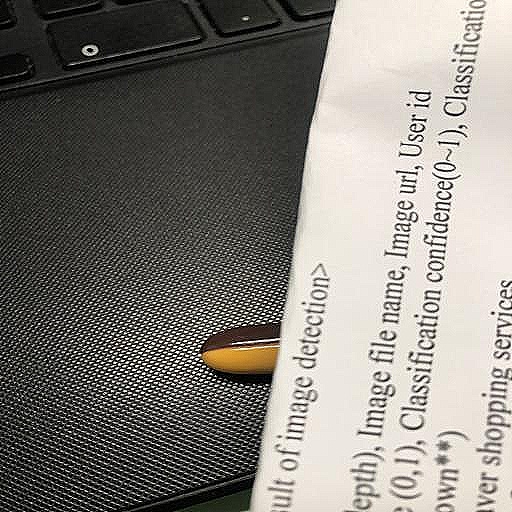 ult of image detection>
epth), Image file name, Image url, User id
(0,1), Classification confidence(0~1), Classificatio
own**)
ver shopping services